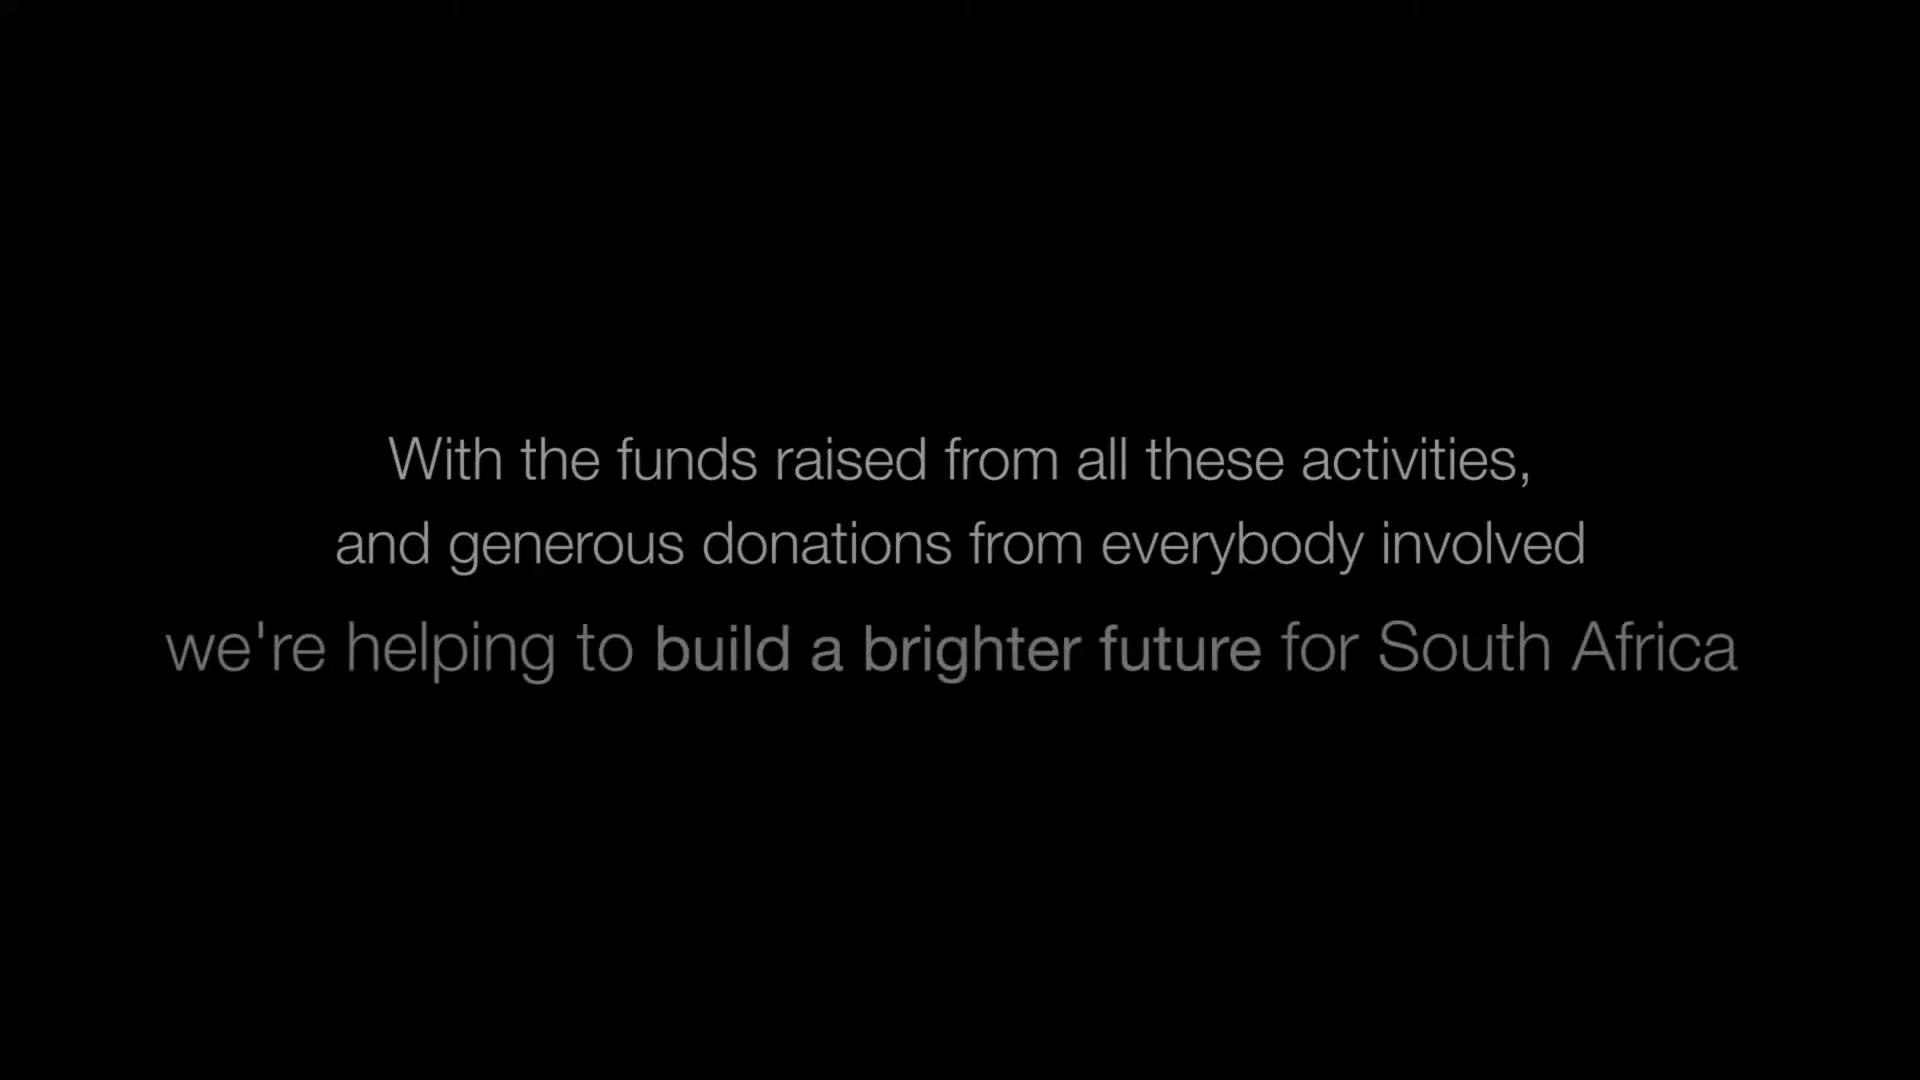 With the funds raised from all these activities,
and generous donations from everybody involved
we're helping to build a brighter future for South Africa